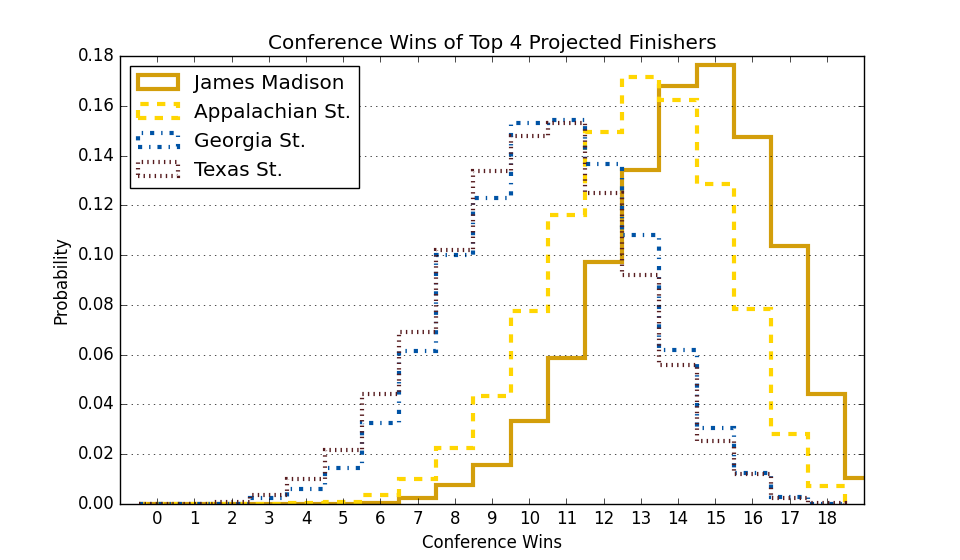 Conference Wins of Top 4 Projected Finishers
James Madison
Appalachian St.
Georgia St.
Texas St.
0.18
0.16
0.14
0.12
0.10
0.08
0.06
0.04
0.02
0.00
Probability
0 1 2 3 4 5 6 7 8 9 10 11 12 13 14 15 16 17 18
Conference Wins